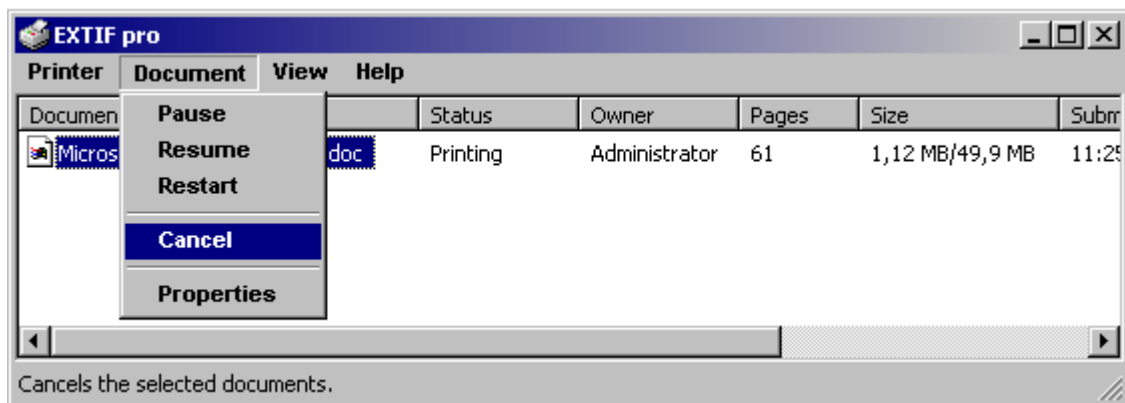 EXTIF pro
Printer Document View Help
Documen Status Owner Pages Size Subm
Micros doc Printing Administrator 61 1,12 MB/49,9 MB 11:25
Pause
Resume
Restart
Cancel
Properties
Cancels the selected documents.